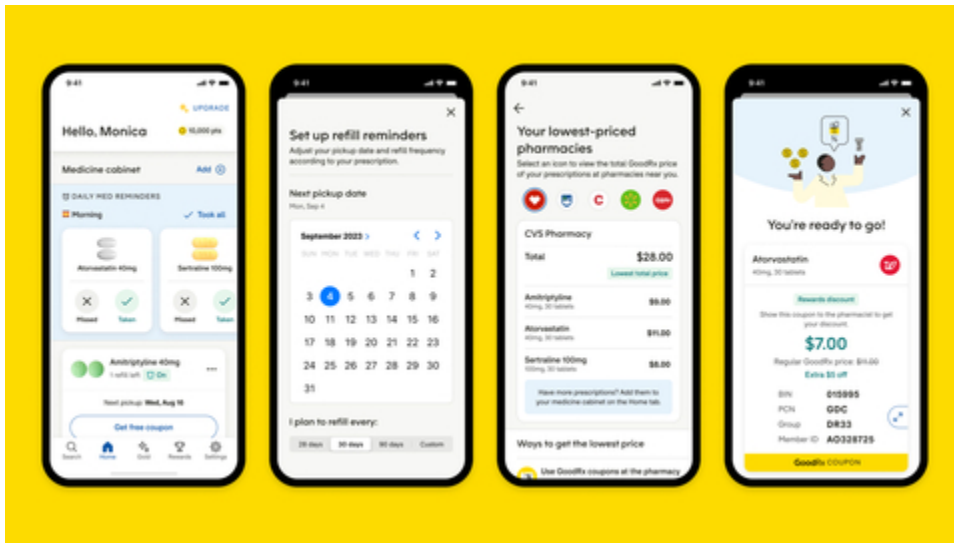 9:41
UPGRADE
Hello, Monica
10,000 pts
Medicine cabinet
Add
DAILY MED REMINDERS
Morning
Took all
Atorvastatin 40mg
Sertraline 100mg
Missed
Taken
Missed
Taken
Amitriptyline 40mg
1 refill left
On
Next pickup: Wed, Aug 16
Get free coupon
Search
Home
Gold
Rewards
Settings
9:41
Set up refill reminders
Adjust your pickup date and refill frequency
according to your prescription.
Next pickup date
Mon, Sep 4
September 2023
SUN MON TUE WED THU FRI SAT
1 2
3 4 5 6 7 8 9
10 11 12 13 14 15 16
17 18 19 20 21 22 23
24 25 26 27 28 29 30
31
I plan to refill every:
28 days
30 days
90 days
Custom
9:41
Your lowest-priced
pharmacies
Select an icon to view the total GoodRx price
of your prescriptions at pharmacies near you.
CVS Pharmacy
Total
$28.00
Lowest total price
Amitriptyline
40mg, 30 tablets
Atorvastatin
$11.00
40mg, 30 tablets
Sertraline 100mg
$8.00
100mg, 30 tablets
Have more prescriptions? Add them to
your medicine cabinet on the Home tab.
Ways to get the lowest price
Use GoodRx coupons at the pharmacy
9:41
You're ready to go!
Atorvastatin
40mg, 30 tablets
Rewards discount
Show this coupon to the pharmacist to get
your discount.
$7.00
Regular GoodRx price: $11.00
Extra $5 off
BIN
015995
PCN
GDC
Group
DR33
Member ID
AO328725
GoodRx COUPON